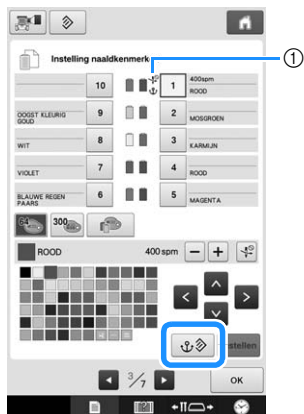 ①
Instelling naaldkenmerk
400spm
10 1 ROOD
OOGST KLEURIG
GOUD 9 2 MOSGROEN
WIT 8 3 KARMIJN
VIOLET 7 4 ROOD
BLAUWE REGEN
PAARS 6 5 MAGENTA
64 300
ROOD 400 spm − +
stellen
3/7 OK